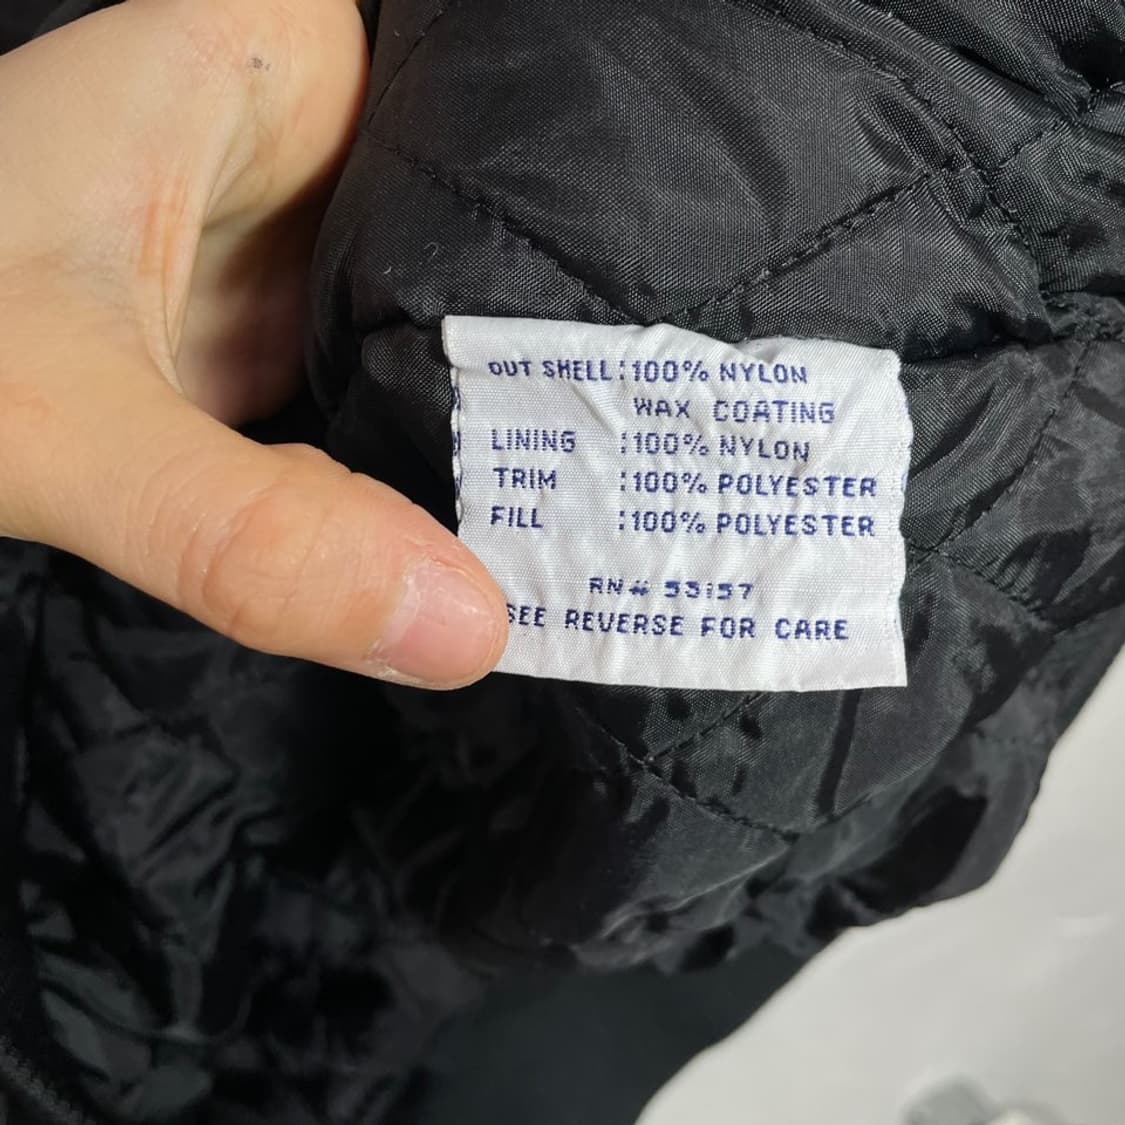 OUT SHELL:100% NYLON
WAX COATING
LINING :100% NYLON
TRIM :100% POLYESTER
FILL :100% POLYESTER
RN# 53157
SEE REVERSE FOR CARE